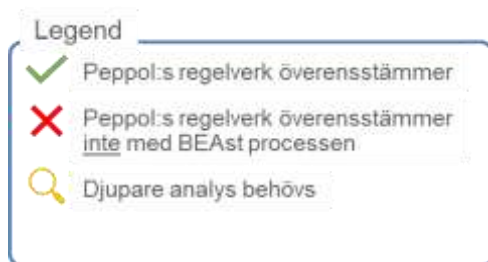 Legend
Peppol:s regelverk överensstämmer
Peppol:s regelverk överensstämmer
inte med BEAst processen
Djupare analys behövs